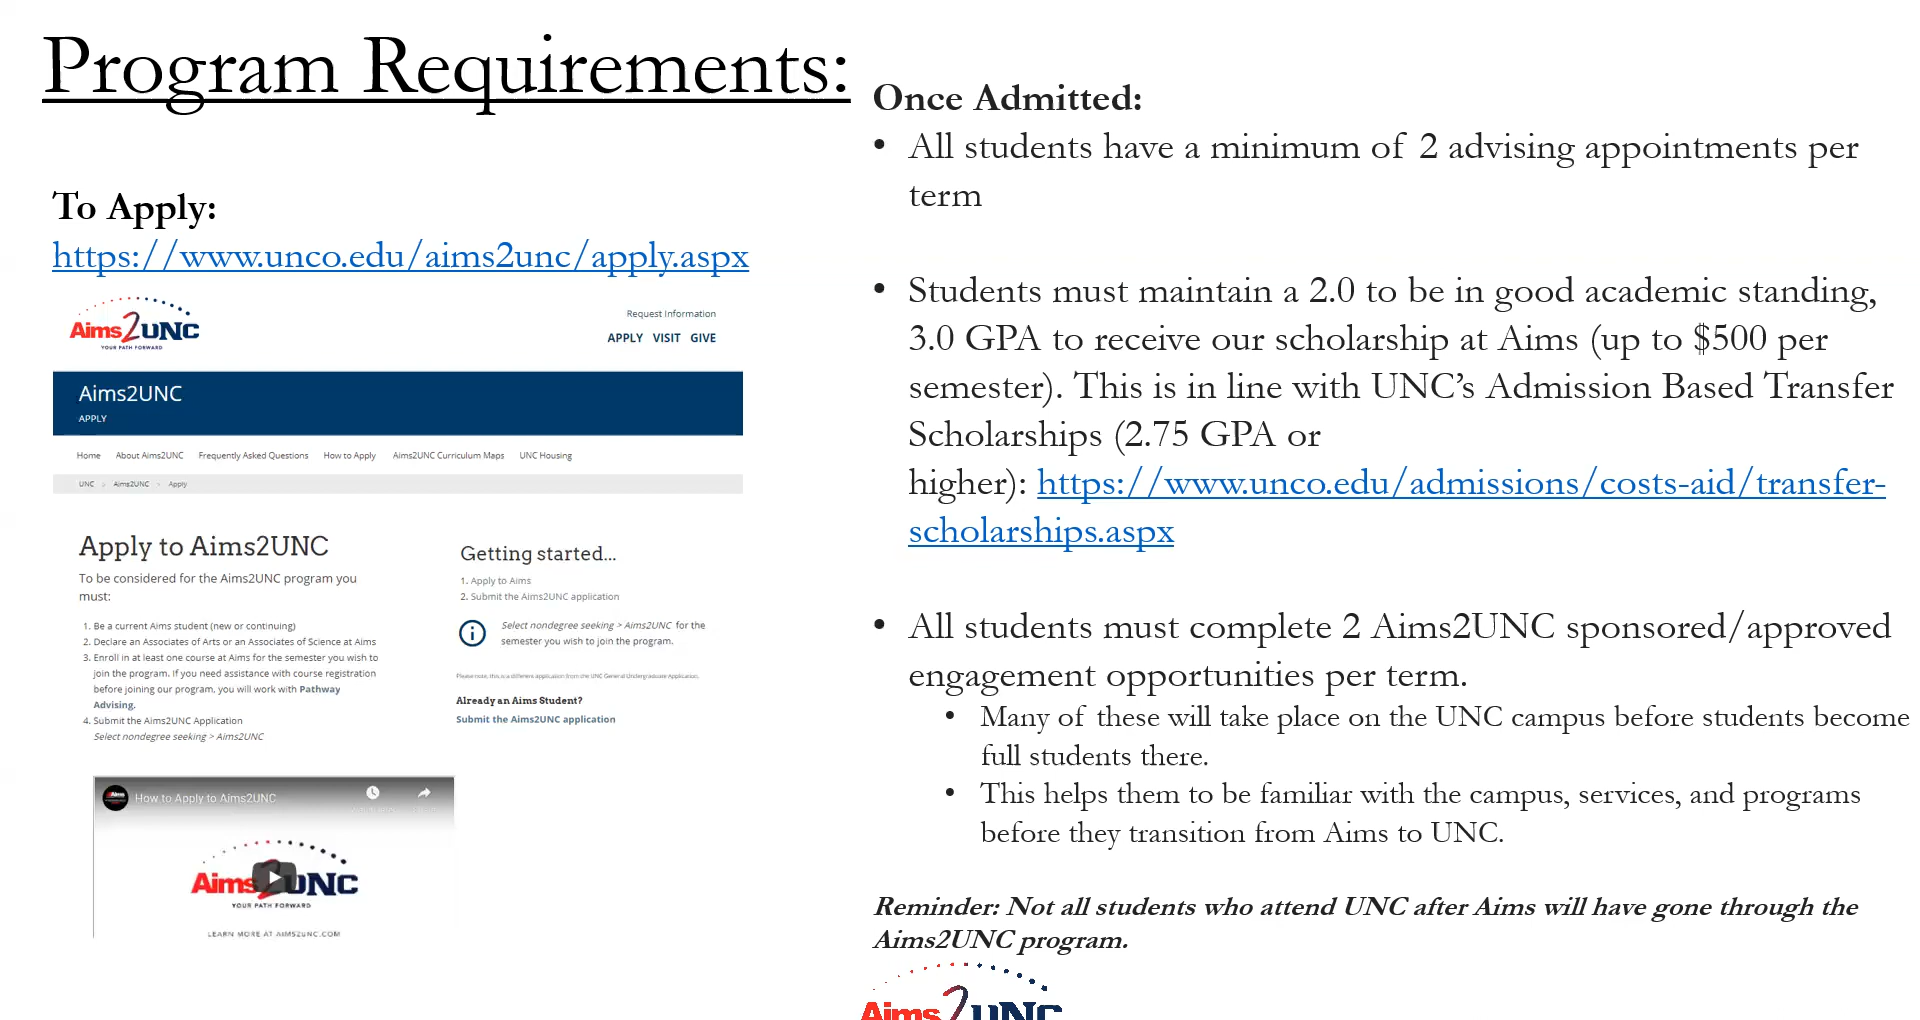 Program Requirements:
To Apply:
https://www.unco.edu/aims2unc/apply.aspx
Aims2UNC
YOUR PATH FORWARD
Request Information
APPLY VISIT GIVE
Aims2UNC
APPLY
Home About Aims2UNC Frequently Asked Questions How to Apply Aims2UNC Curriculum Maps UNC Housing
UNC > Aims2UNC > Apply
Apply to Aims2UNC
To be considered for the Aims2UNC program you
must:
1. Be a current Aims student (new or continuing)
2. Declare an Associates of Arts or an Associates of Science at Aims
3. Enroll in at least one course at Aims for the semester you wish to
join the program. If you need assistance with course registration
before joining our program, you will work with Pathway
Advising.
4. Submit the Aims2UNC Application
Select nondegree seeking > Aims2UNC
Getting started...
1. Apply to Aims
2. Submit the Aims2UNC application
Select nondegree seeking > Aims2UNC for the
semester you wish to join the program.
Please note, this is a different application from the UNC General Undergraduate Application.
Already an Aims Student?
Submit the Aims2UNC application
Aims
How to Apply to Aims2UNC
Aims2UNC
YOUR PATH FORWARD
LEARN MORE AT AIMS2UNC.COM
Once Admitted:
• All students have a minimum of 2 advising appointments per
term
• Students must maintain a 2.0 to be in good academic standing,
3.0 GPA to receive our scholarship at Aims (up to $500 per
semester). This is in line with UNC’s Admission Based Transfer
Scholarships (2.75 GPA or
higher): https://www.unco.edu/admissions/costs-aid/transfer-
scholarships.aspx
• All students must complete 2 Aims2UNC sponsored/approved
engagement opportunities per term.
• Many of these will take place on the UNC campus before students become
full students there.
• This helps them to be familiar with the campus, services, and programs
before they transition from Aims to UNC.
Reminder: Not all students who attend UNC after Aims will have gone through the
Aims2UNC program.
Aims2UNC